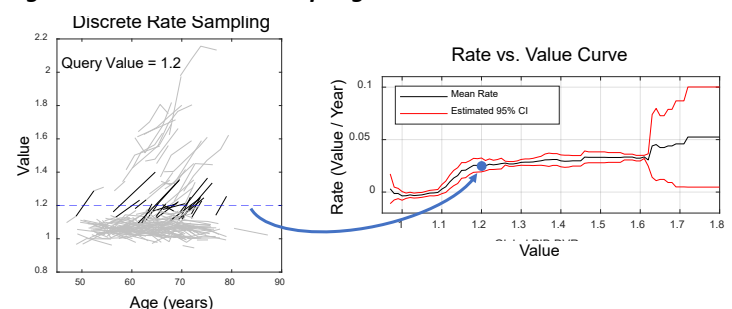 Discrete Rate Sampling
2.2
2
1.8
1.6
1.4
1.2
1
0.8
Value
Query Value = 1.2
50 60 70 80 90
Age (years)
Rate vs. Value Curve
Rate (Value / Year)
0.1
0.05
0
Mean Rate
Estimated 95% CI
1 1.1 1.2 1.3 1.4 1.5 1.6 1.7 1.8
Value